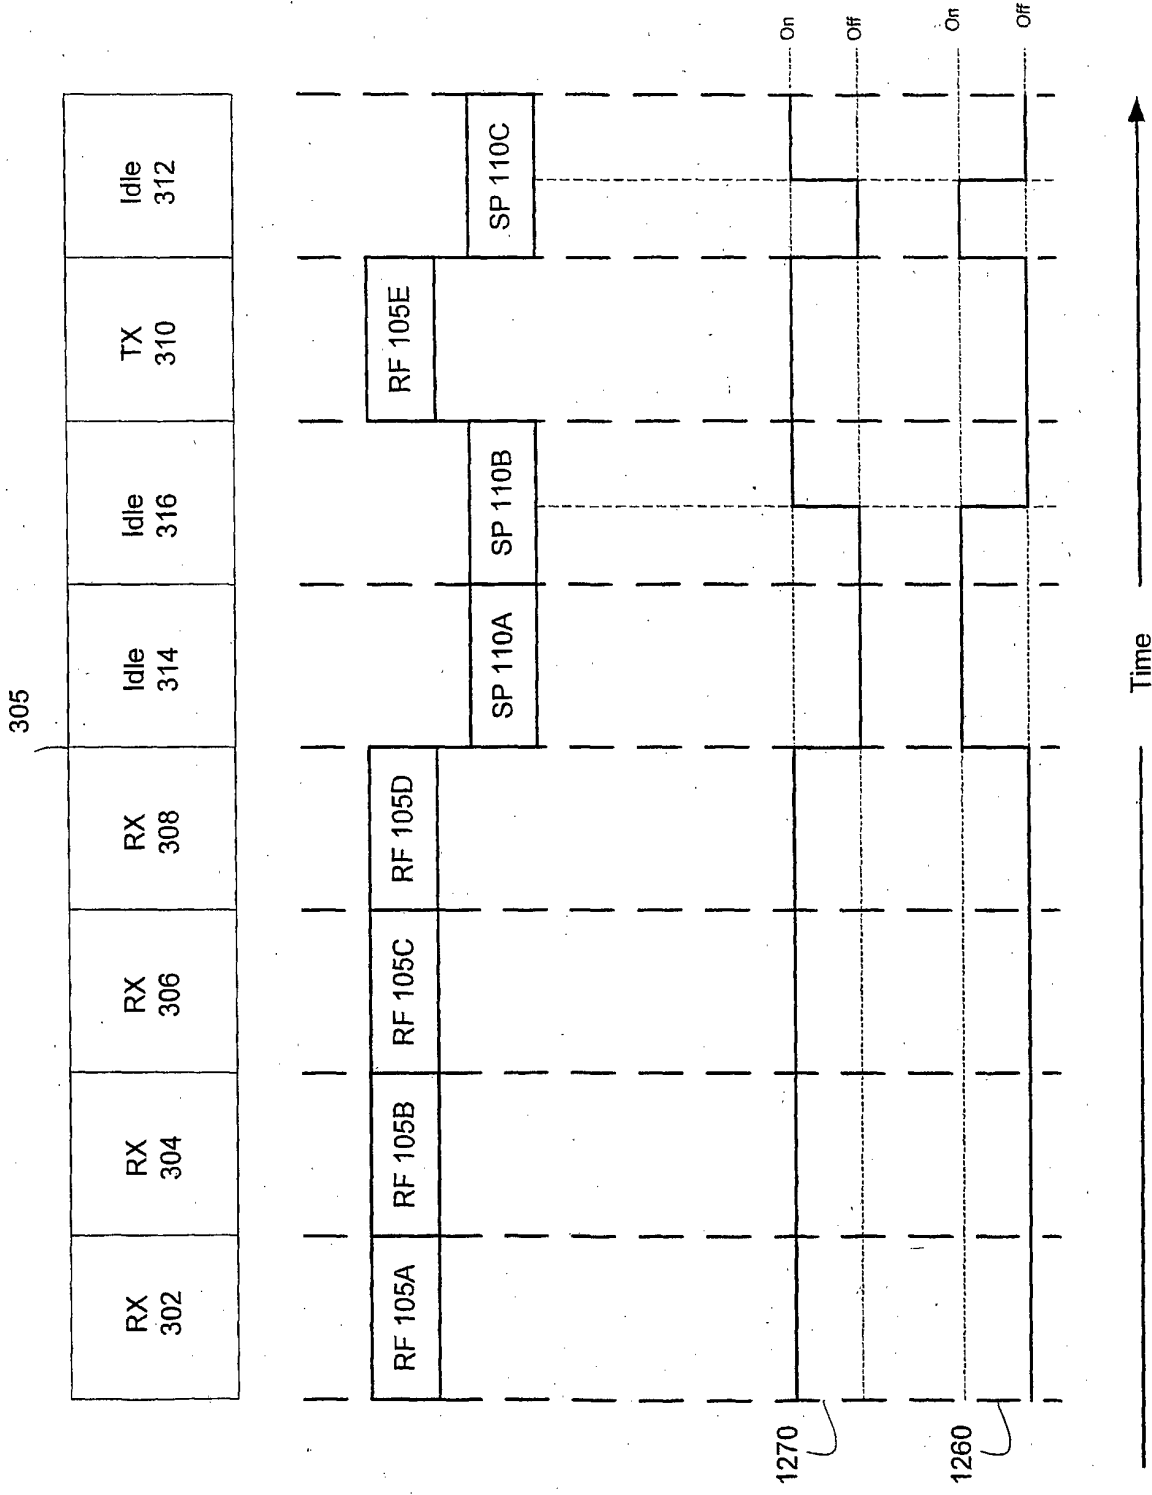 305
RX
302
RX
304
RX
306
RX
308
Idle
314
Idle
316
TX
310
Idle
312
RF 105A
RF 105B
RF 105C
RF 105D
RF 105E
SP 110A
SP 110B
SP 110C
1270
On
Off
1260
On
Off
Time